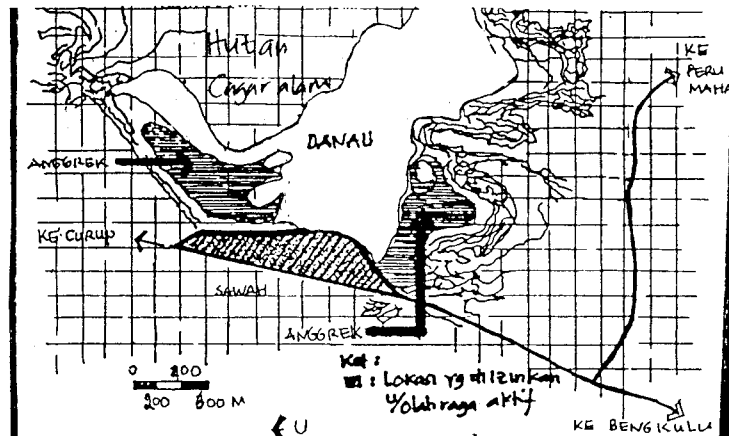 Hutan
Cagar alam
KE
PERU
MAHA
DANAU
ANGGREK
KE CURUP
SAWAH
ANGGREK
Ket :
: Lokasi yg diizinkan
u/olahraga aktif
0 200
200 500 M
U
KE BENGKULU